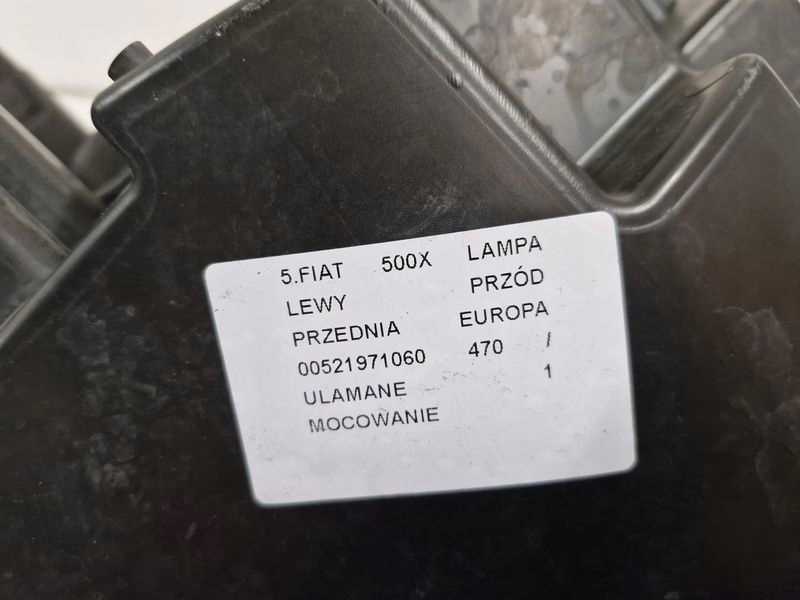 5.FIAT 500X LAMPA
LEWY PRZÓD
PRZEDNIA EUROPA
00521971060 470 /
ULAMANE 1
MOCOWANIE